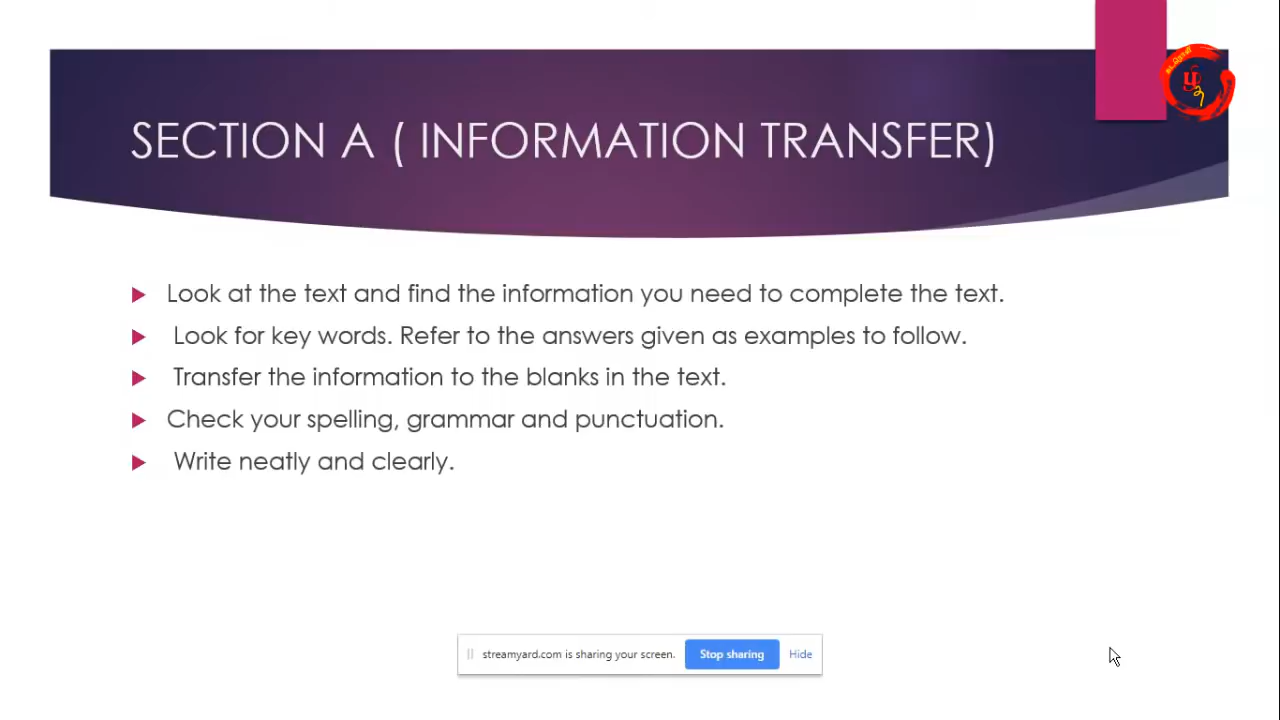 SECTION A ( INFORMATION TRANSFER)
Look at the text and find the information you need to complete the text.
Look for key words. Refer to the answers given as examples to follow.
Transfer the information to the blanks in the text.
Check your spelling, grammar and punctuation.
Write neatly and clearly.
streamyard.com is sharing your screen. Stop sharing Hide